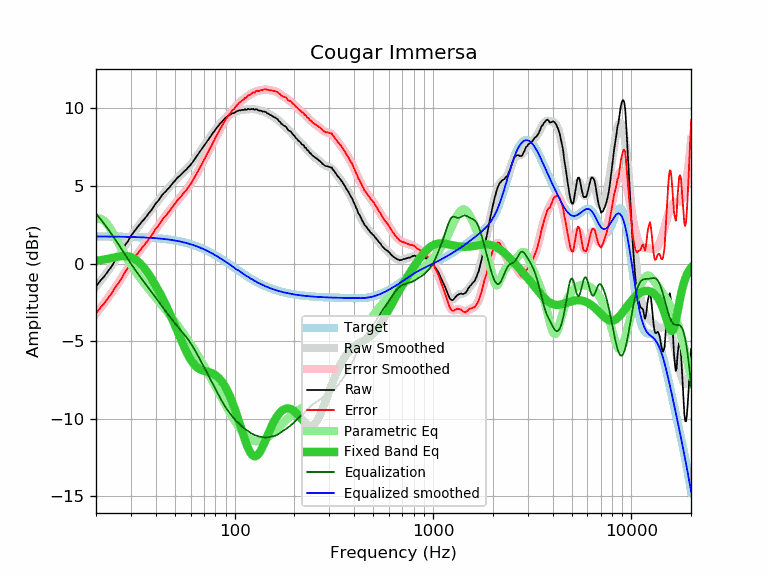 Cougar Immersa
Amplitude (dBr)
10
5
0
−5
−10
−15
Target
Raw Smoothed
Error Smoothed
Raw
Error
Parametric Eq
Fixed Band Eq
Equalization
Equalized smoothed
100
1000
10000
Frequency (Hz)